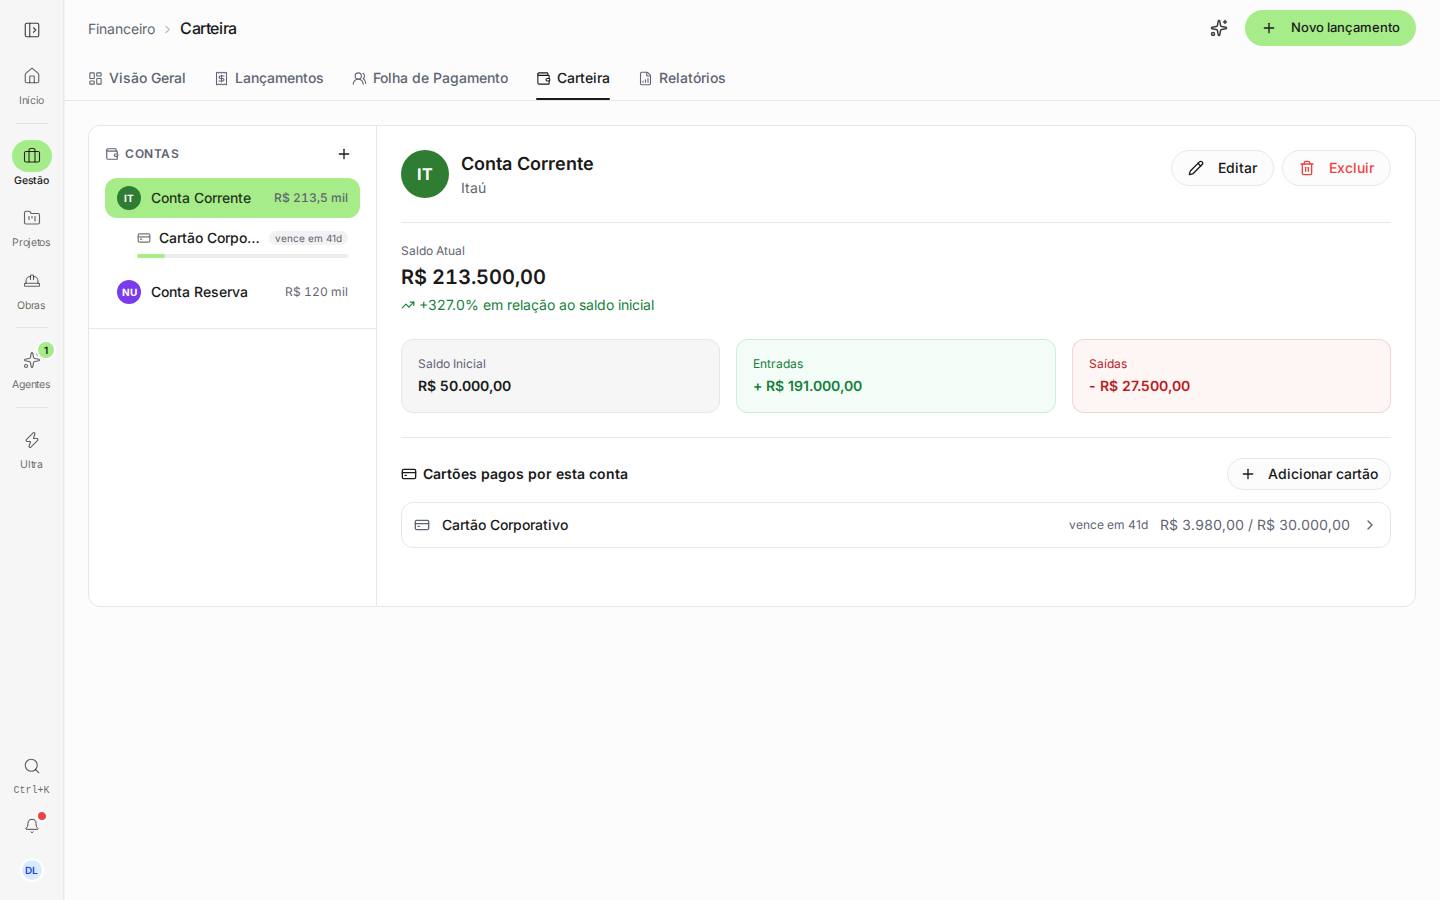 Financeiro > Carteira
Novo lançamento
Início
Gestão
Projetos
Obras
1
Agentes
Ultra
Ctrl+K
DL
Visão Geral
Lançamentos
Folha de Pagamento
Carteira
Relatórios
CONTAS
IT Conta Corrente R$ 213,5 mil
Cartão Corpo... vence em 41d
NU Conta Reserva R$ 120 mil
IT
Conta Corrente
Itaú
Editar
Excluir
Saldo Atual
R$ 213.500,00
+327.0% em relação ao saldo inicial
Saldo Inicial
R$ 50.000,00
Entradas
+ R$ 191.000,00
Saídas
- R$ 27.500,00
Cartões pagos por esta conta
Adicionar cartão
Cartão Corporativo vence em 41d R$ 3.980,00 / R$ 30.000,00